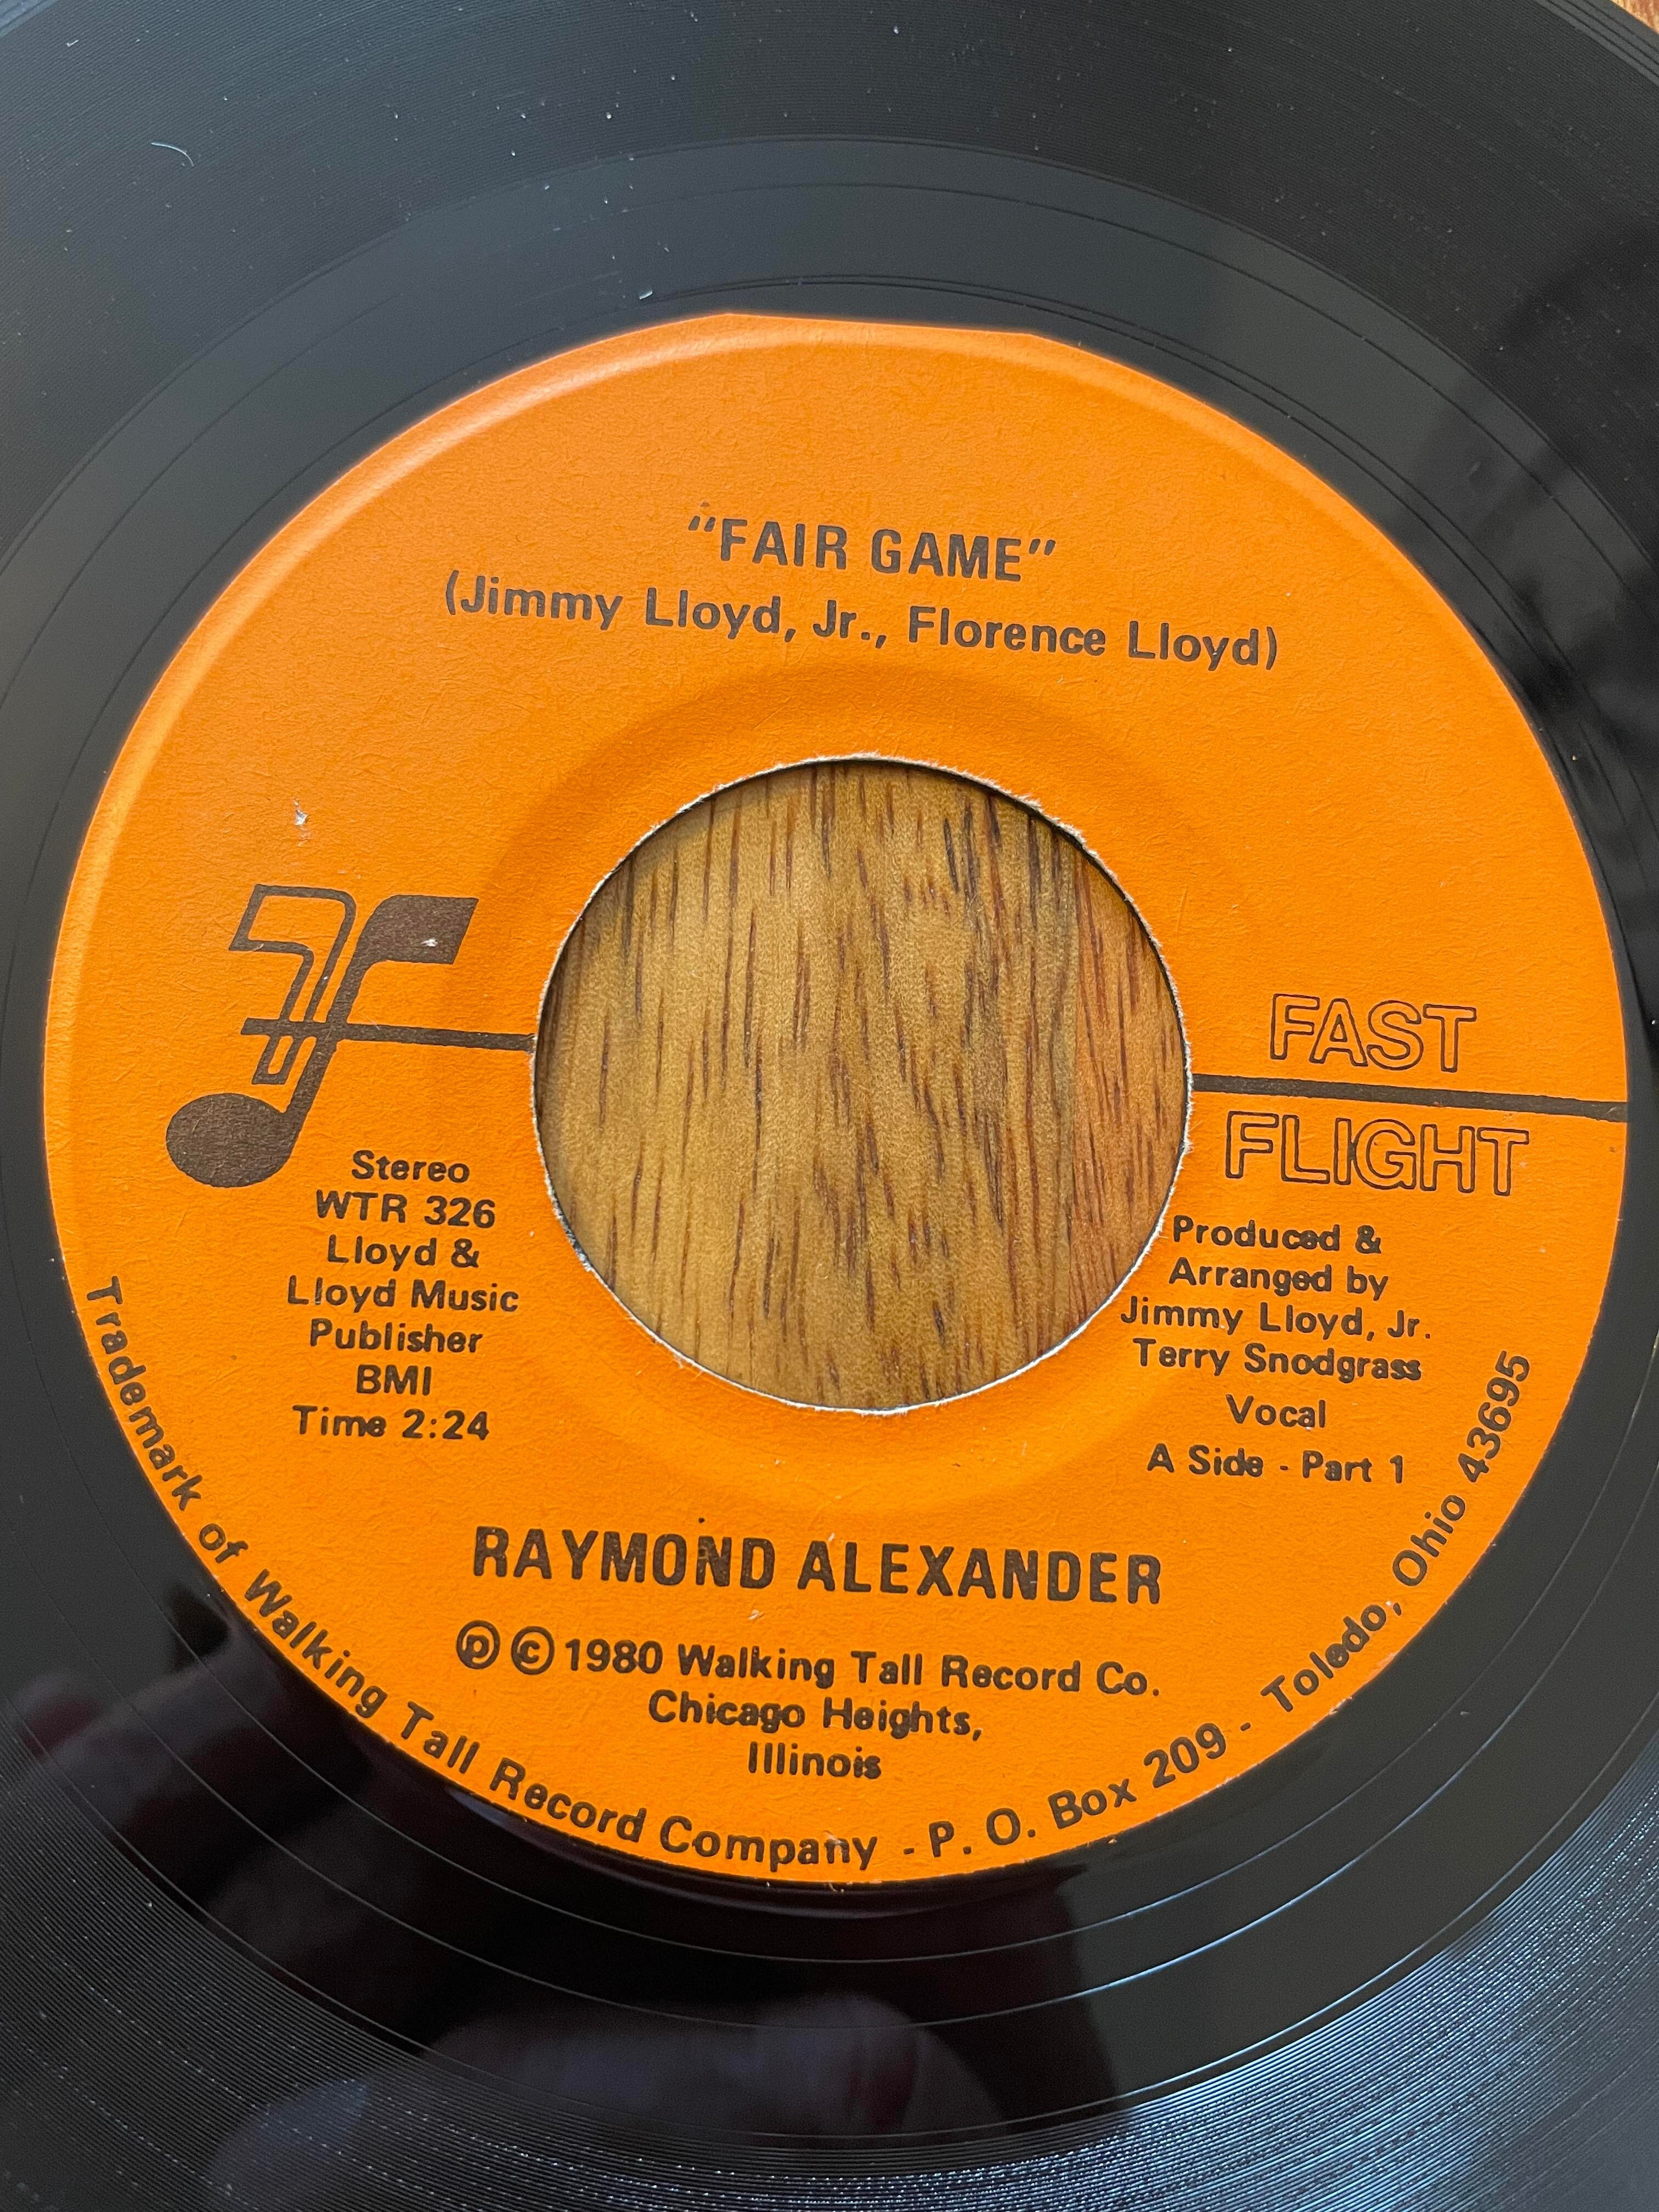 "FAIR GAME"
(Jimmy Lloyd, Jr., Florence Lloyd)
FAST
FLIGHT
Stereo
WTR 326
Lloyd &
Lloyd Music
Publisher
BMI
Time 2:24
Produced &
Arranged by
Jimmy Lloyd, Jr.
Terry Snodgrass
Vocal
A Side - Part 1
RAYMOND ALEXANDER
℗ © 1980 Walking Tall Record Co.
Chicago Heights,
Illinois
Trademark of Walking Tall Record Company - P. O. Box 209 - Toledo, Ohio 43695